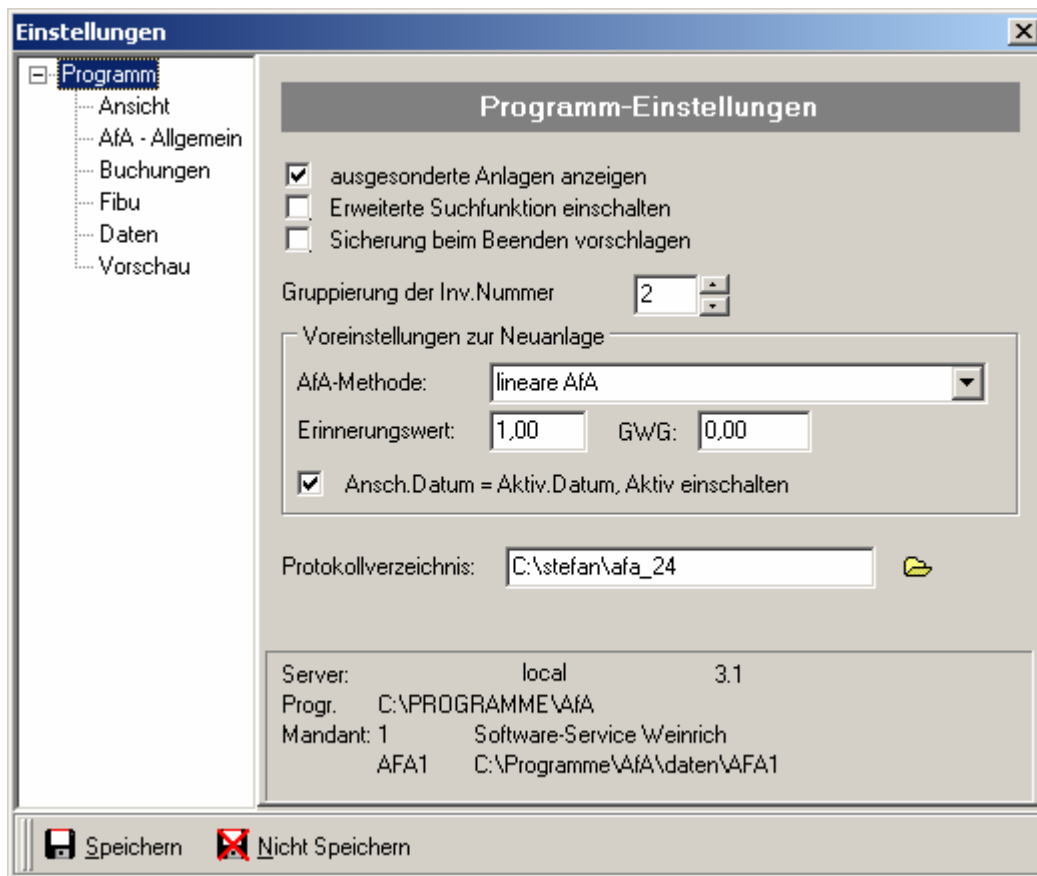 Einstellungen
Programm
Ansicht
AfA - Allgemein
Buchungen
Fibu
Daten
Vorschau
Programm-Einstellungen
ausgesonderte Anlagen anzeigen
Erweiterte Suchfunktion einschalten
Sicherung beim Beenden vorschlagen
Gruppierung der Inv.Nummer 2
Voreinstellungen zur Neuanlage
AfA-Methode: lineare AfA
Erinnerungswert: 1,00 GWG: 0,00
Ansch.Datum = Aktiv.Datum, Aktiv einschalten
Protokollverzeichnis: C:\stefan\afa_24
Server: local 3.1
Progr. C:\PROGRAMME\AfA
Mandant: 1 Software-Service Weinrich
AFA1 C:\Programme\AfA\daten\AFA1
Speichern Nicht Speichern